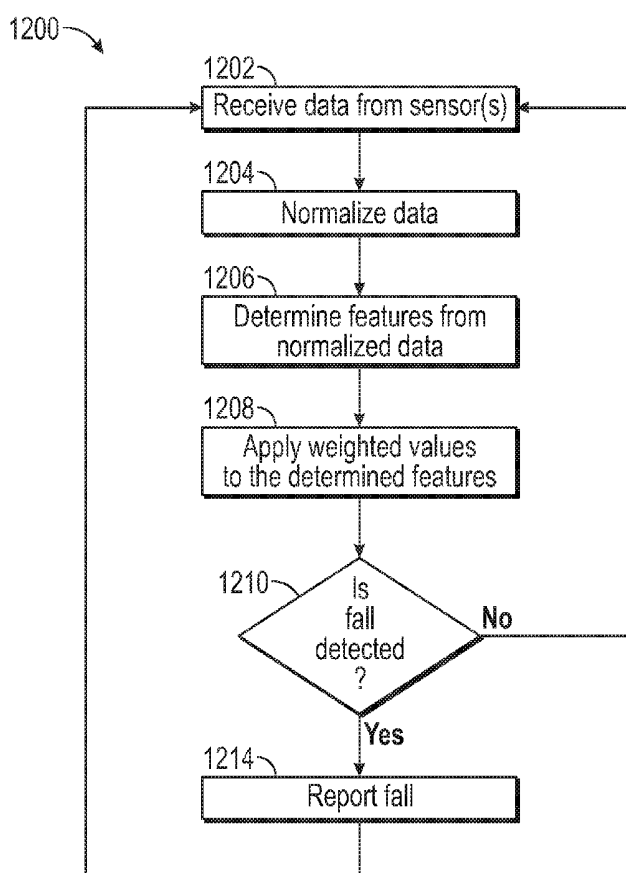 1200
1202
Receive data from sensor(s)
1204
Normalize data
1206
Determine features from
normalized data
1208
Apply weighted values
to the determined features
1210
Is
fall
detected
?
No
Yes
1214
Report fall